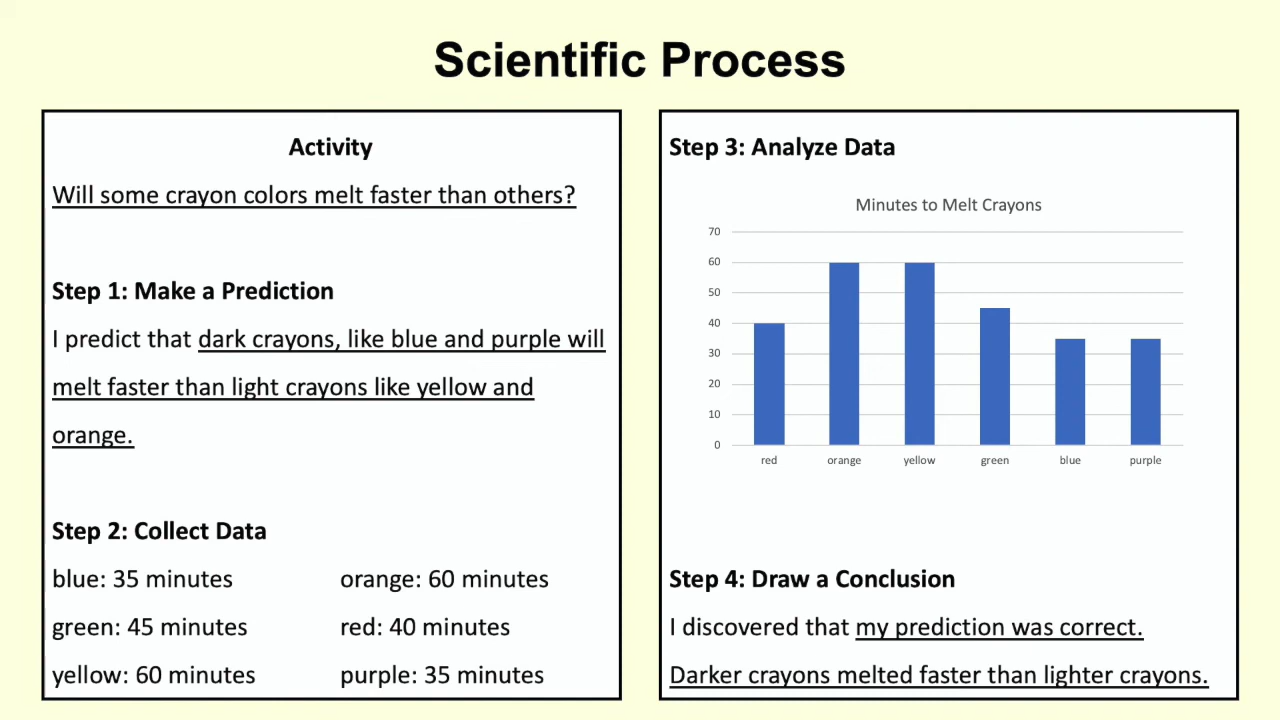 Scientific Process
Activity
Will some crayon colors melt faster than others?
Step 1: Make a Prediction
I predict that dark crayons, like blue and purple will
melt faster than light crayons like yellow and
orange.
Step 2: Collect Data
blue: 35 minutes orange: 60 minutes
green: 45 minutes red: 40 minutes
yellow: 60 minutes purple: 35 minutes
Step 3: Analyze Data
Minutes to Melt Crayons
70
60
50
40
30
20
10
0
red orange yellow green blue purple
Step 4: Draw a Conclusion
I discovered that my prediction was correct.
Darker crayons melted faster than lighter crayons.